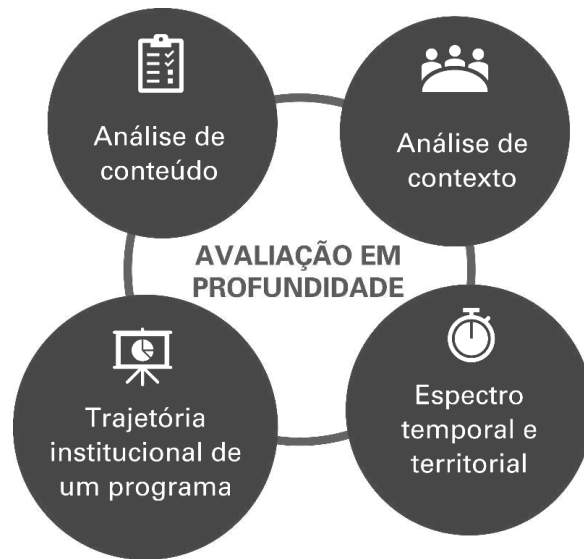 Análise de
conteúdo
Análise de
contexto
AVALIAÇÃO EM
PROFUNDIDADE
Trajetória
institucional de
um programa
Espectro
temporal e
territorial